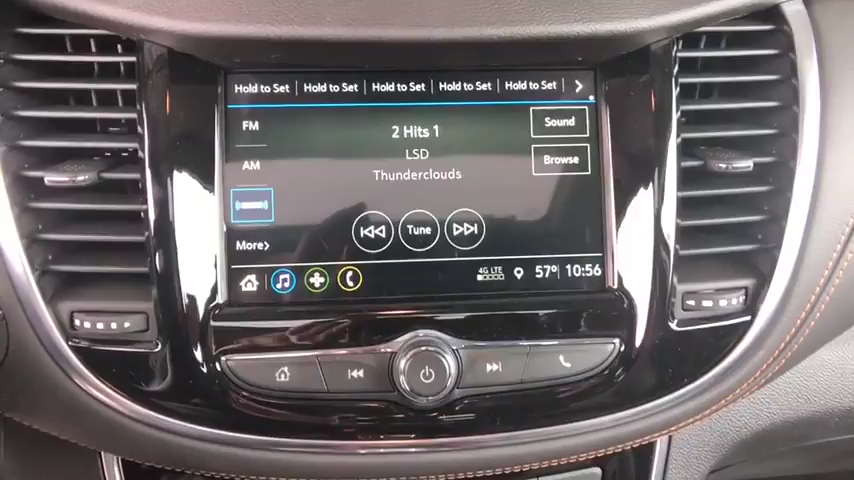 Hold to Set Hold to Set Hold to Set Hold to Set Hold to Set
FM
2 Hits 1
Sound
LSD
AM
Browse
Thunderclouds
Tune
More
4G LTE
57° 10:56